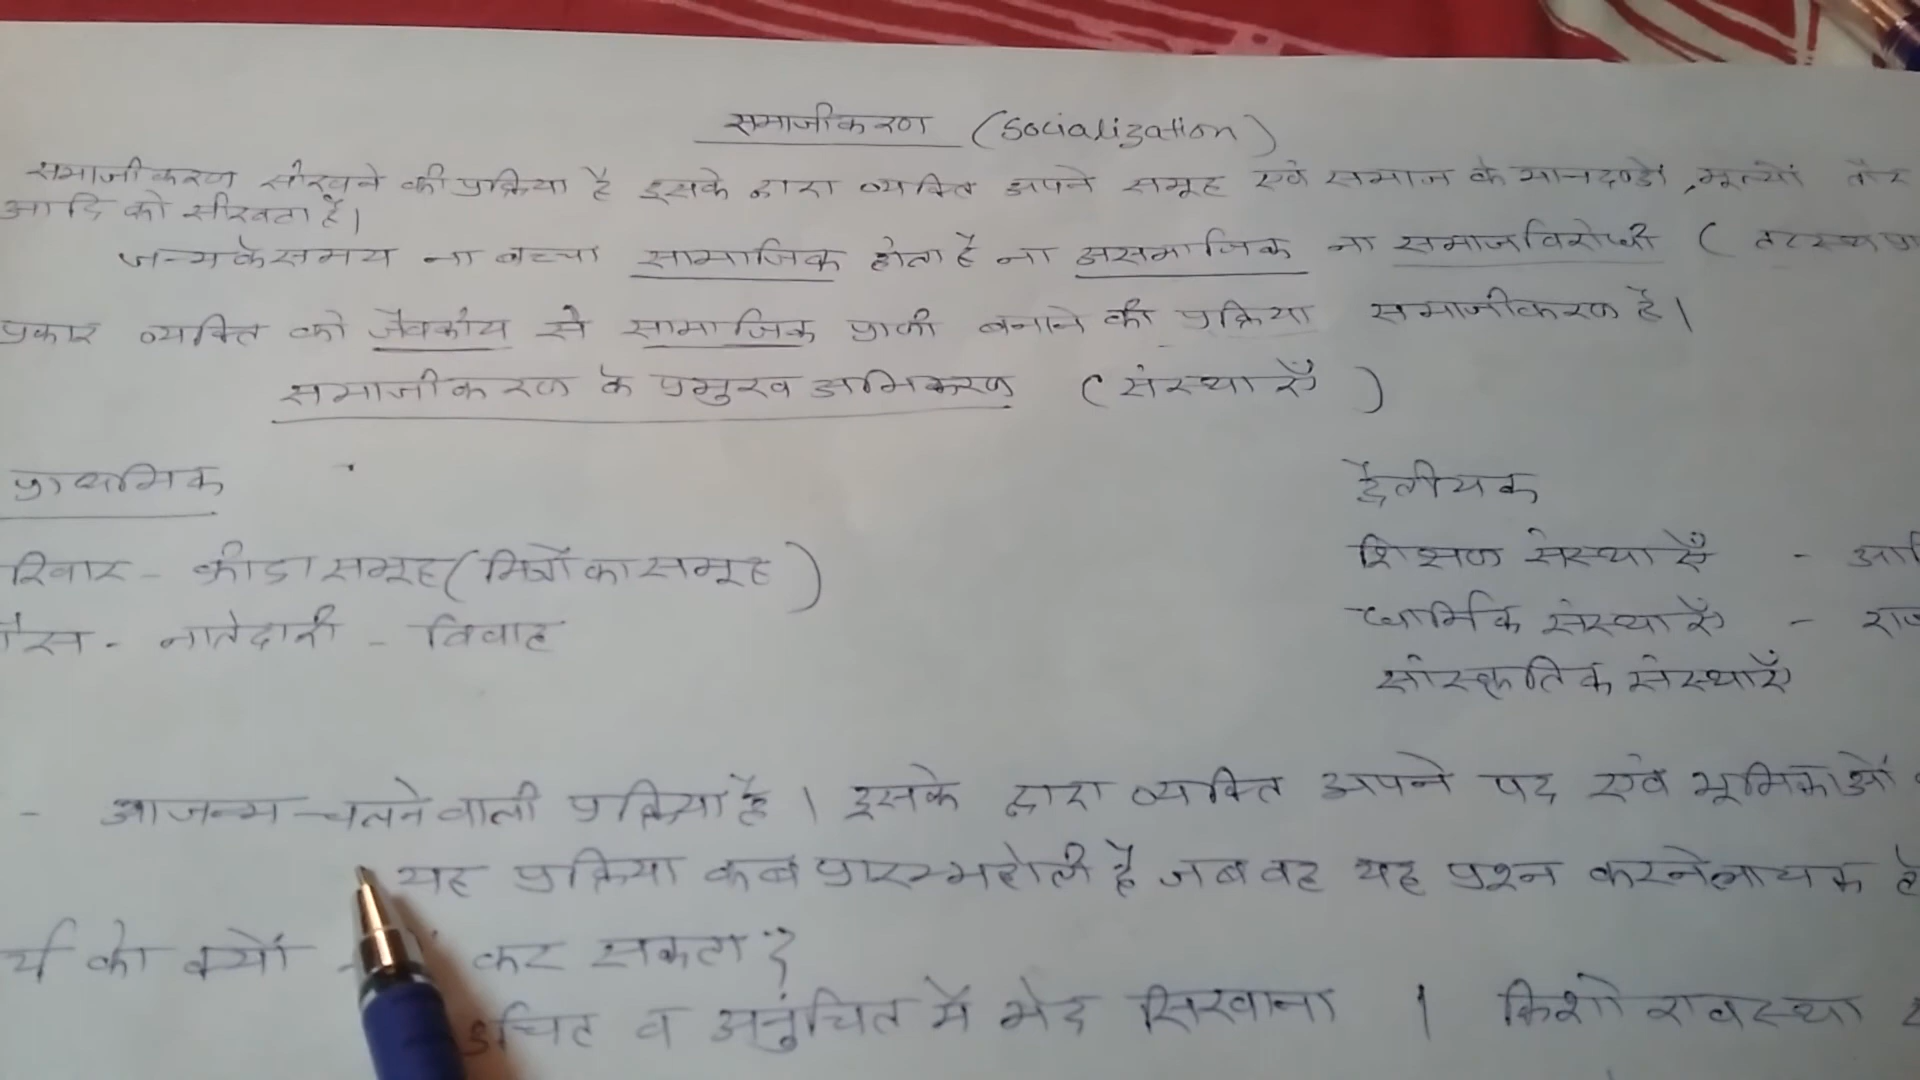 समाजीकरण (Socialization)
समाजीकरण सीखने की प्रक्रिया है इसके द्वारा व्यक्ति अपने समूह एवं समाज के मानदण्डों, मूल्यों तौर
आदि को सीखता है।
जन्म के समय ना बच्चा सामाजिक होता है ना असमाजिक ना समाजविरोधी (तटस्थ
प्रकार व्यक्ति को जैवकीय से सामाजिक प्राणी बनाने की प्रक्रिया समाजीकरण है।
समाजीकरण के प्रमुख अभिकरण (संस्थाएँ)
प्राथमिक
द्वैतीयक
रिवार - क्रीडा समूह (मित्रों का समूह)
शिक्षण संस्थाएँ - आ
नातेदारी - विवाह
धार्मिक संस्थाएँ - राज
सांस्कृतिक संस्थाएँ
- आजन्म चलने वाली प्रक्रिया है। इसके द्वारा व्यक्ति अपने पद एवं भूमिकाओं
यह प्रक्रिया कब प्रारम्भ होती है जब वह यह प्रश्न करने लायक
र्य को क्यों कर सकता?
उचित व अनुचित में भेद सिखाना । किशोरावस्था